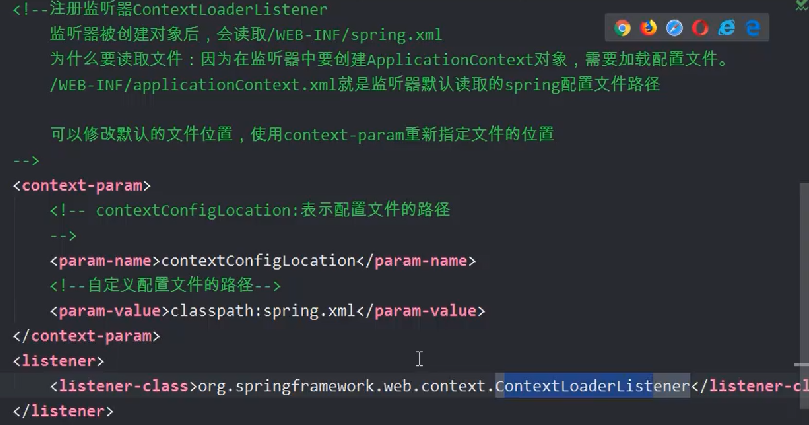 <!--注册监听器ContextLoaderListener
监听器被创建对象后，会读取/WEB-INF/spring.xml
为什么要读取文件：因为在监听器中要创建ApplicationContext对象，需要加载配置文件。
/WEB-INF/applicationContext.xml就是监听器默认读取的spring配置文件路径
可以修改默认的文件位置，使用context-param重新指定文件的位置
-->
<context-param>
<!-- contextConfigLocation:表示配置文件的路径
-->
<param-name>contextConfigLocation</param-name>
<!--自定义配置文件的路径-->
<param-value>classpath:spring.xml</param-value>
</context-param>
<listener>
<listener-class>org.springframework.web.context.ContextLoaderListener</listener-cl
</listener>